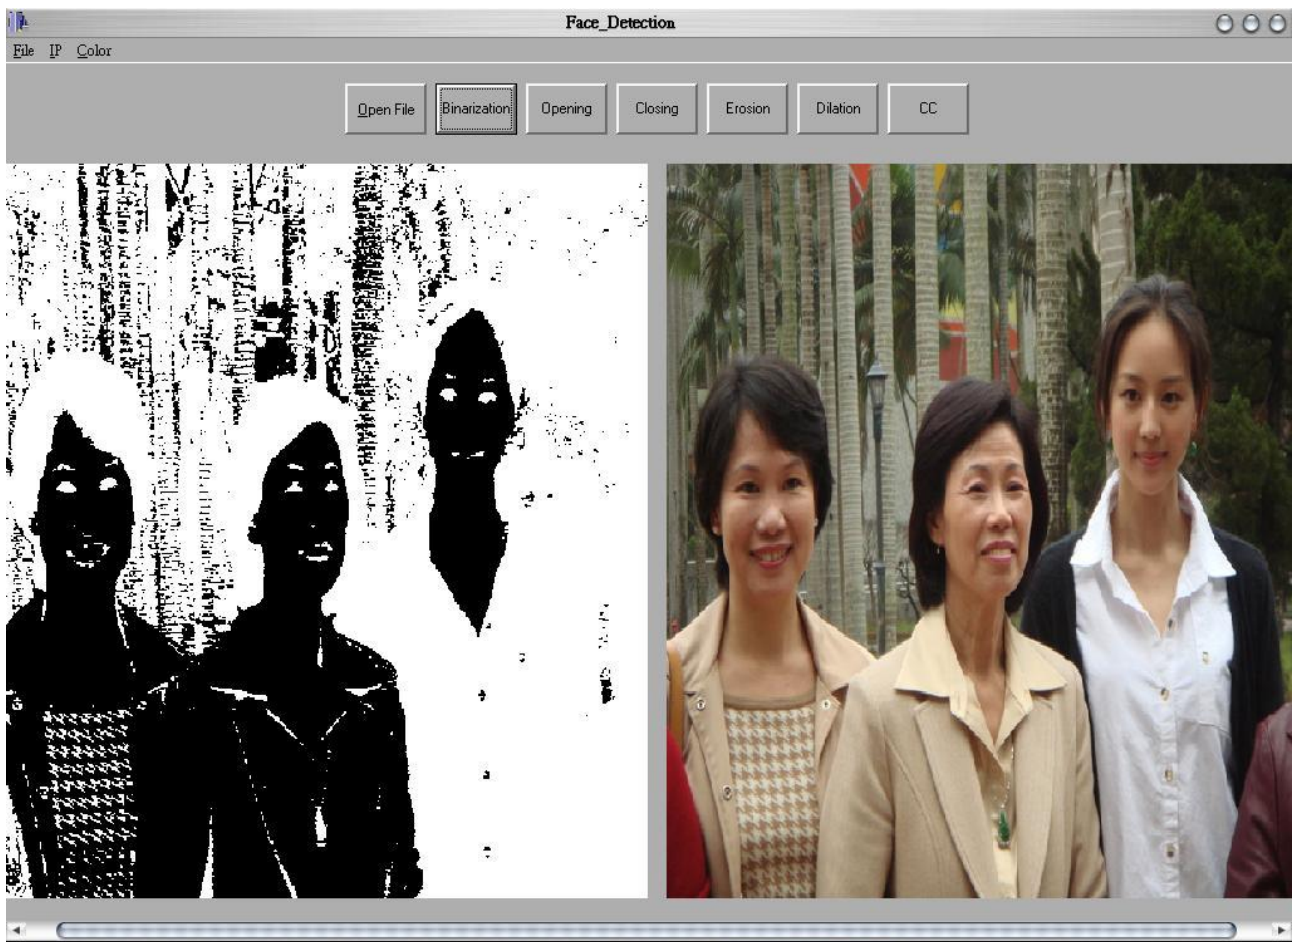 Face_Detection
File IP Color
Open File Binarization Opening Closing Erosion Dilation CC